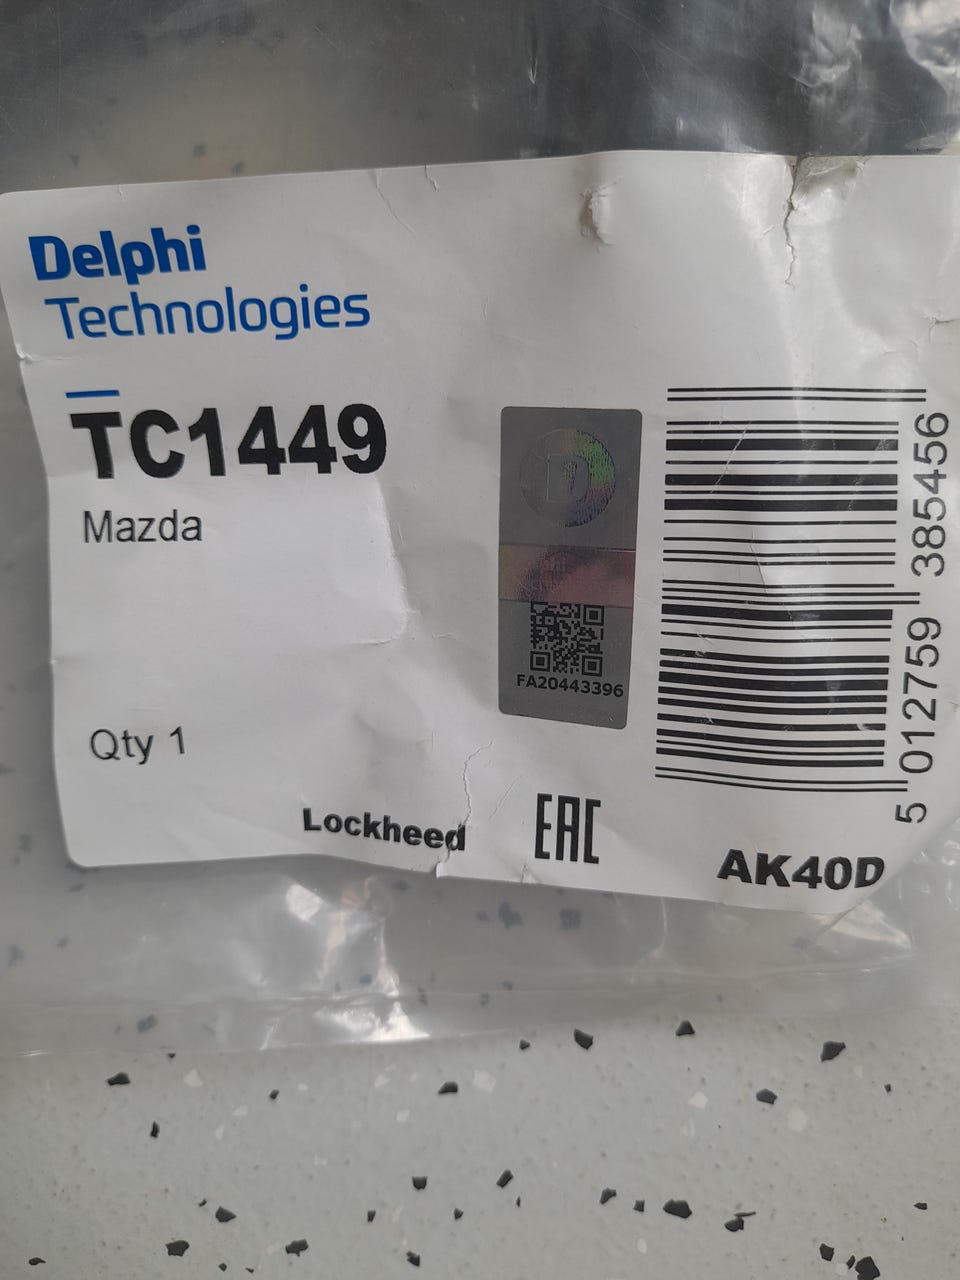 Delphi
Technologies
TC1449
Mazda
Qty 1
Lockheed
EAC
AK40D
FA20443396
5 012759 385456